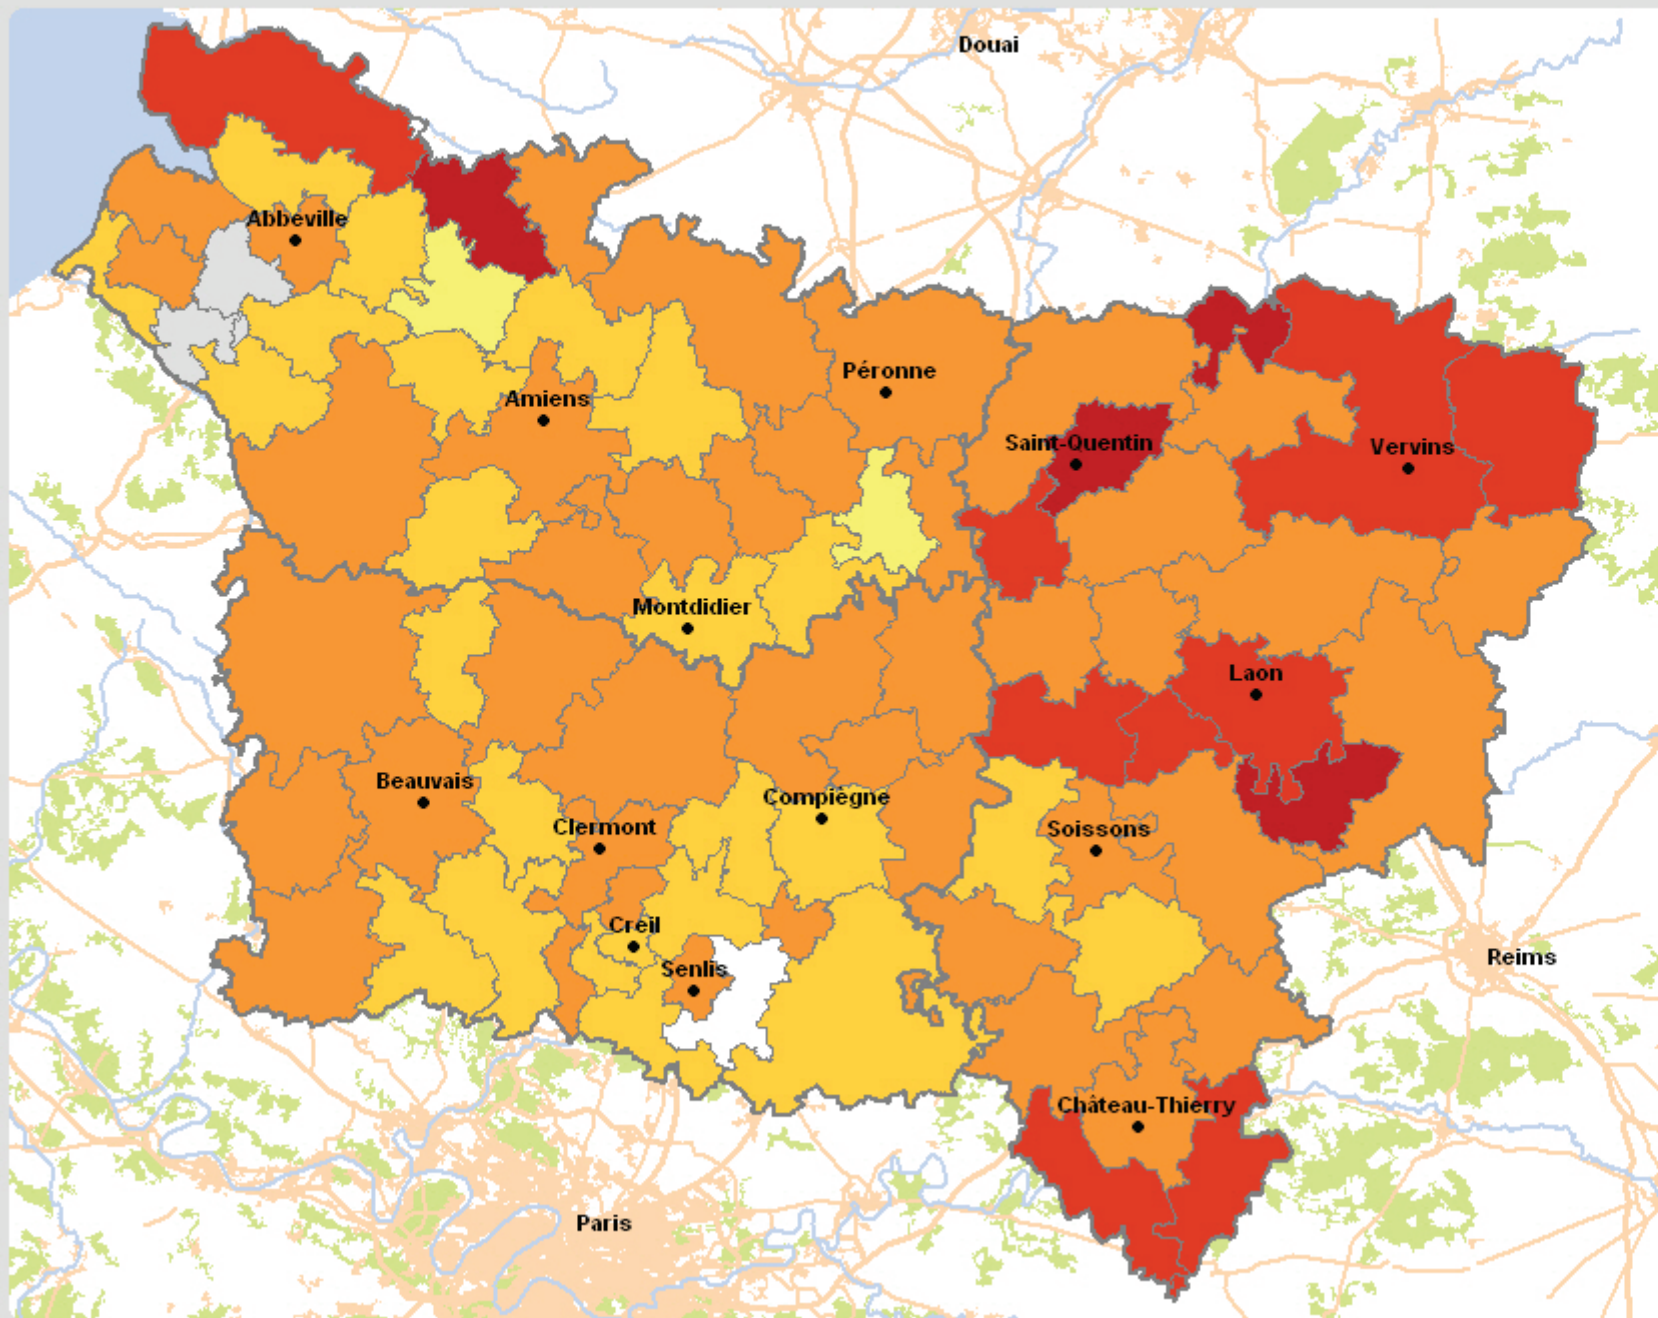 Douai
Abbeville
Péronne
Amiens
Saint-Quentin
Vervins
Montdidier
Laon
Beauvais
Compiègne
Clermont
Soissons
Creil
Senlis
Reims
Château-Thierry
Paris